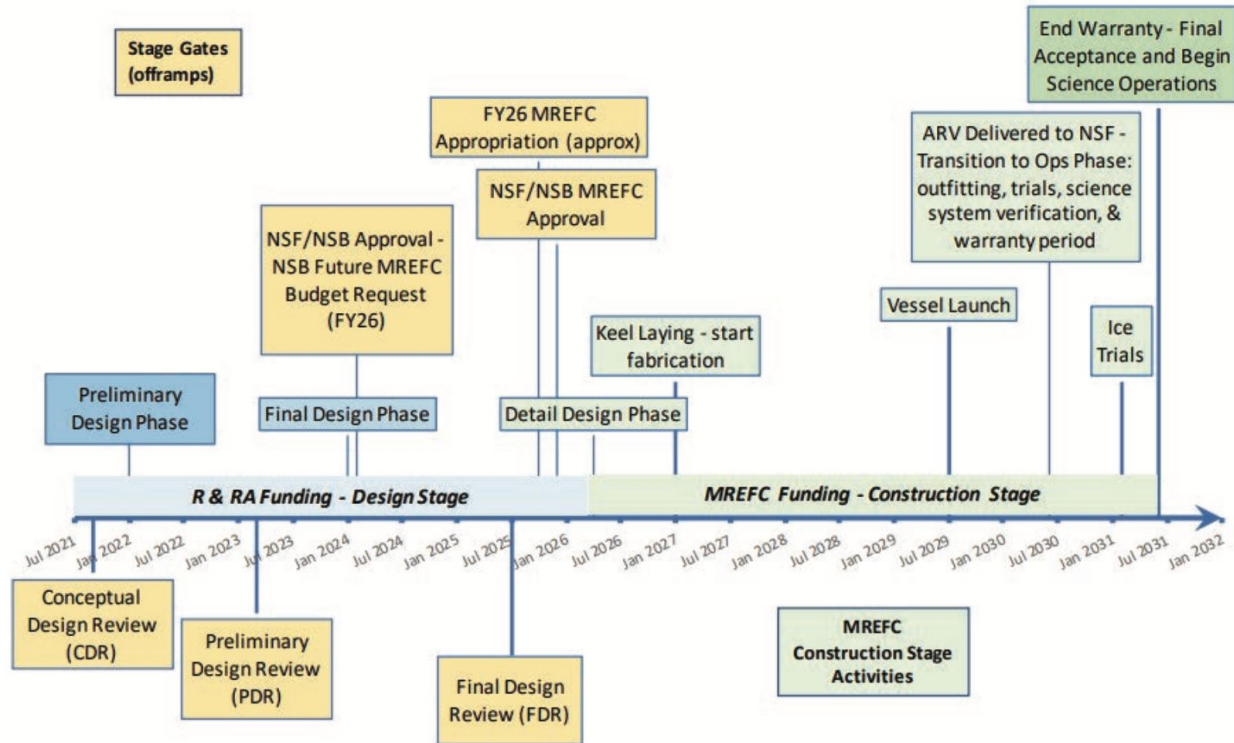 Stage Gates
(offramps)
End Warranty - Final
Acceptance and Begin
Science Operations
FY26 MREFC
Appropriation (approx)
ARV Delivered to NSF -
Transition to Ops Phase:
outfitting, trials, science
system verification, &
warranty period
NSF/NSB MREFC
Approval
NSF/NSB Approval -
NSB Future MREFC
Budget Request
(FY26)
Vessel Launch
Keel Laying - start
fabrication
Ice
Trials
Preliminary
Design Phase
Final Design Phase
Detail Design Phase
R & RA Funding - Design Stage
MREFC Funding - Construction Stage
Jul 2021
Jan 2022
Jul 2022
Jan 2023
Jul 2023
Jan 2024
Jul 2024
Jan 2025
Jul 2025
Jan 2026
Jul 2026
Jan 2027
Jul 2027
Jan 2028
Jul 2028
Jan 2029
Jul 2029
Jan 2030
Jul 2030
Jan 2031
Jul 2031
Jan 2032
Conceptual
Design Review
(CDR)
Preliminary
Design Review
(PDR)
Final Design
Review (FDR)
MREFC
Construction Stage
Activities